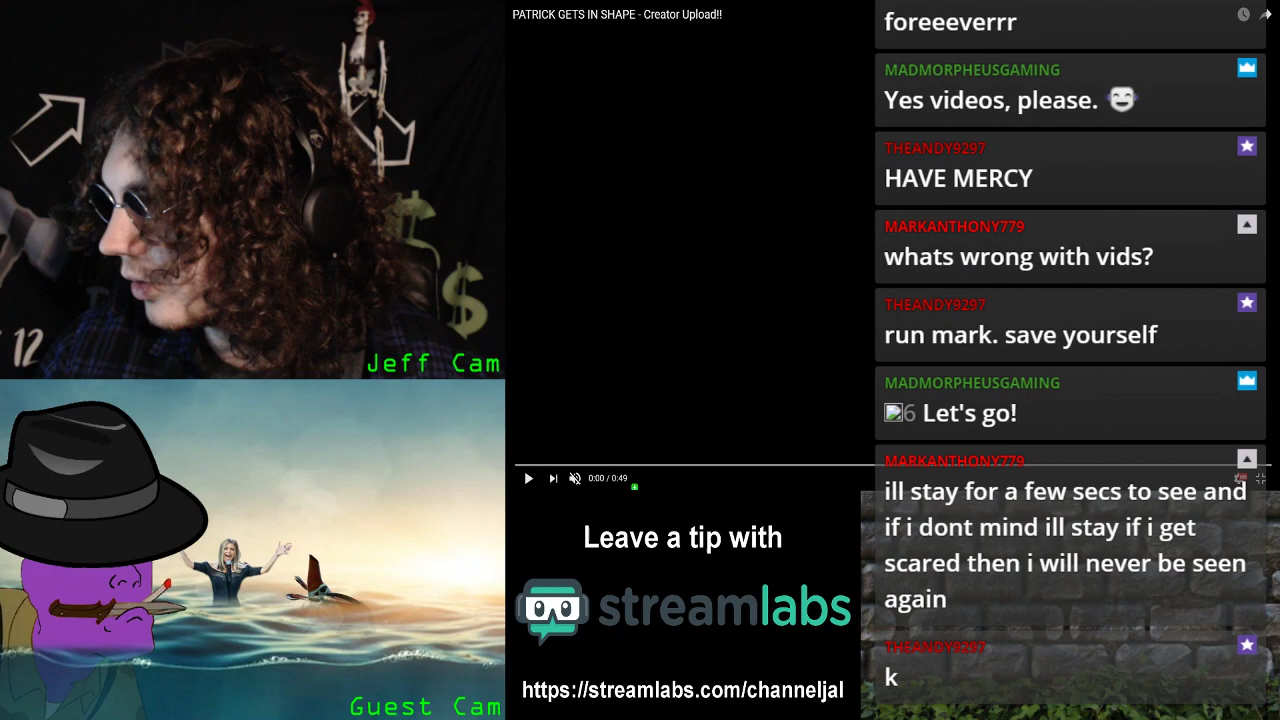 PATRICK GETS IN SHAPE - Creator Upload!!
12
$
$
Jeff Cam
Guest Cam
0:00 / 0:49
Leave a tip with
streamlabs
https://streamlabs.com/channeljal
foreeeverrr
MADMORPHEUSGAMING
Yes videos, please.
THEANDY9297
HAVE MERCY
MARKANTHONY779
whats wrong with vids?
THEANDY9297
run mark. save yourself
MADMORPHEUSGAMING
6 Let's go!
MARKANTHONY779
ill stay for a few secs to see and
if i dont mind ill stay if i get
scared then i will never be seen
again
THEANDY9297
k